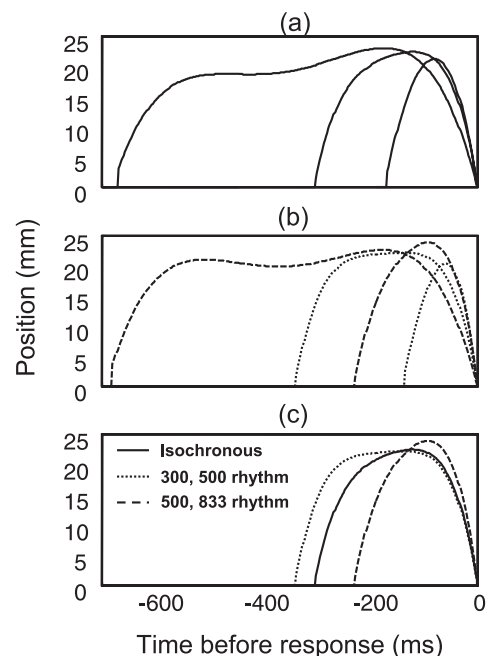 (a)
25
20
15
10
5
0
(b)
25
20
15
10
5
0
Position (mm)
(c)
25
20
15
10
5
0
Isochronous
300, 500 rhythm
500, 833 rhythm
-600 -400 -200 0
Time before response (ms)